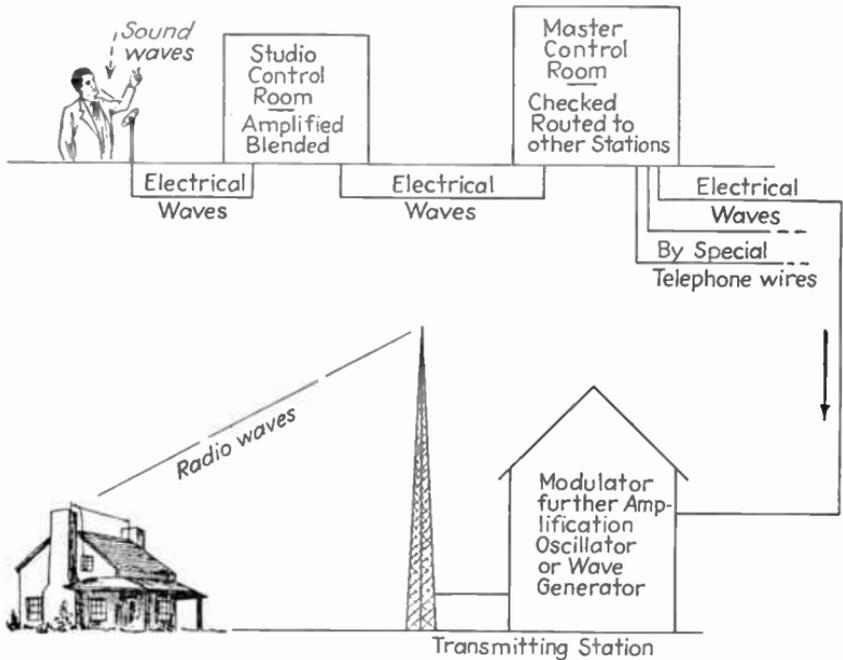 Sound
waves
Studio
Control
Room
Amplified
Blended
Master
Control
Room
Checked
Routed to
other Stations
Electrical
Waves
Electrical
Waves
Electrical
Waves
By Special
Telephone wires
Radio waves
Modulator
further Amp-
lification
Oscillator
or Wave
Generator
Transmitting Station